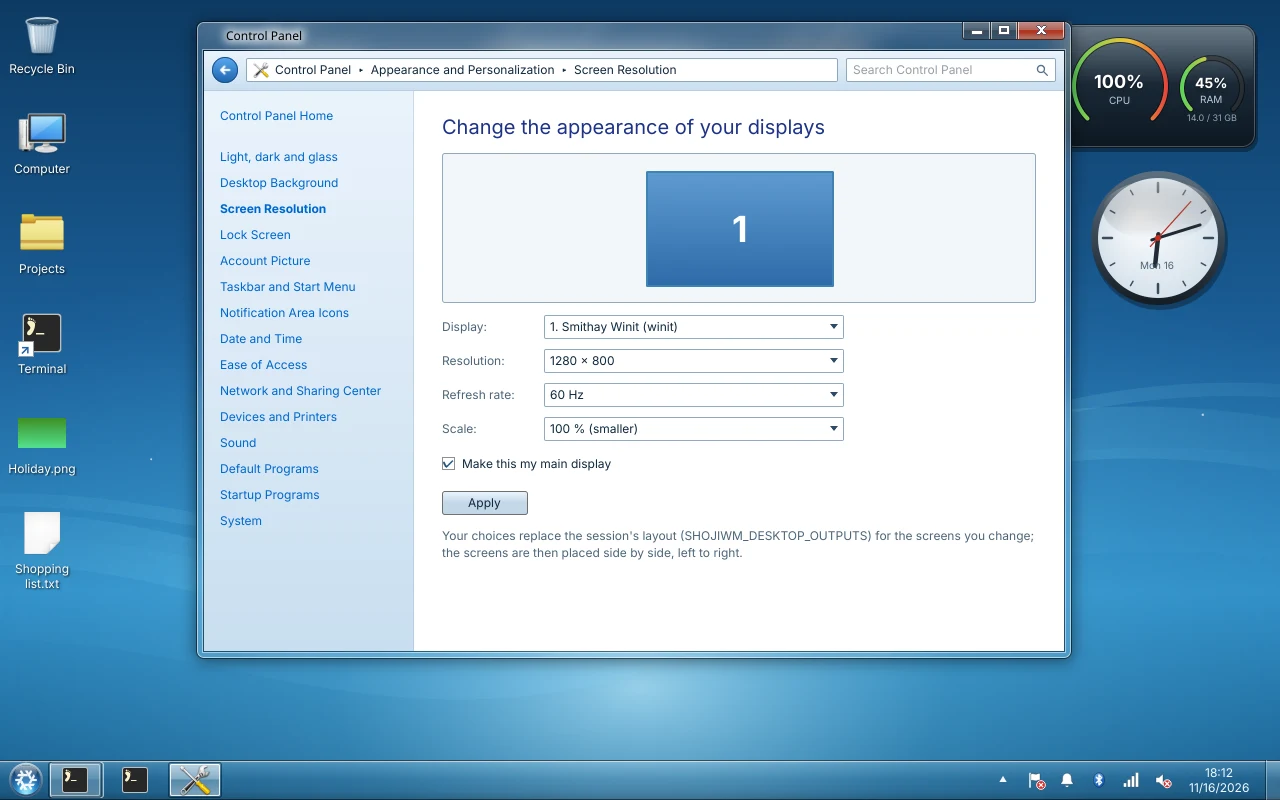 Recycle Bin
Computer
Projects
Terminal
Holiday.png
Shopping
list.txt
Control Panel
Control Panel ▸ Appearance and Personalization ▸ Screen Resolution
Search Control Panel
Control Panel Home
Light, dark and glass
Desktop Background
Screen Resolution
Lock Screen
Account Picture
Taskbar and Start Menu
Notification Area Icons
Date and Time
Ease of Access
Network and Sharing Center
Devices and Printers
Sound
Default Programs
Startup Programs
System
Change the appearance of your displays
1
Display: 1. Smithay Winit (winit)
Resolution: 1280 × 800
Refresh rate: 60 Hz
Scale: 100 % (smaller)
Make this my main display
Apply
Your choices replace the session's layout (SHOJIWM_DESKTOP_OUTPUTS) for the screens you change;
the screens are then placed side by side, left to right.
100%
CPU
45%
RAM
14.0 / 31 GB
Mon 16
18:12
11/16/2026